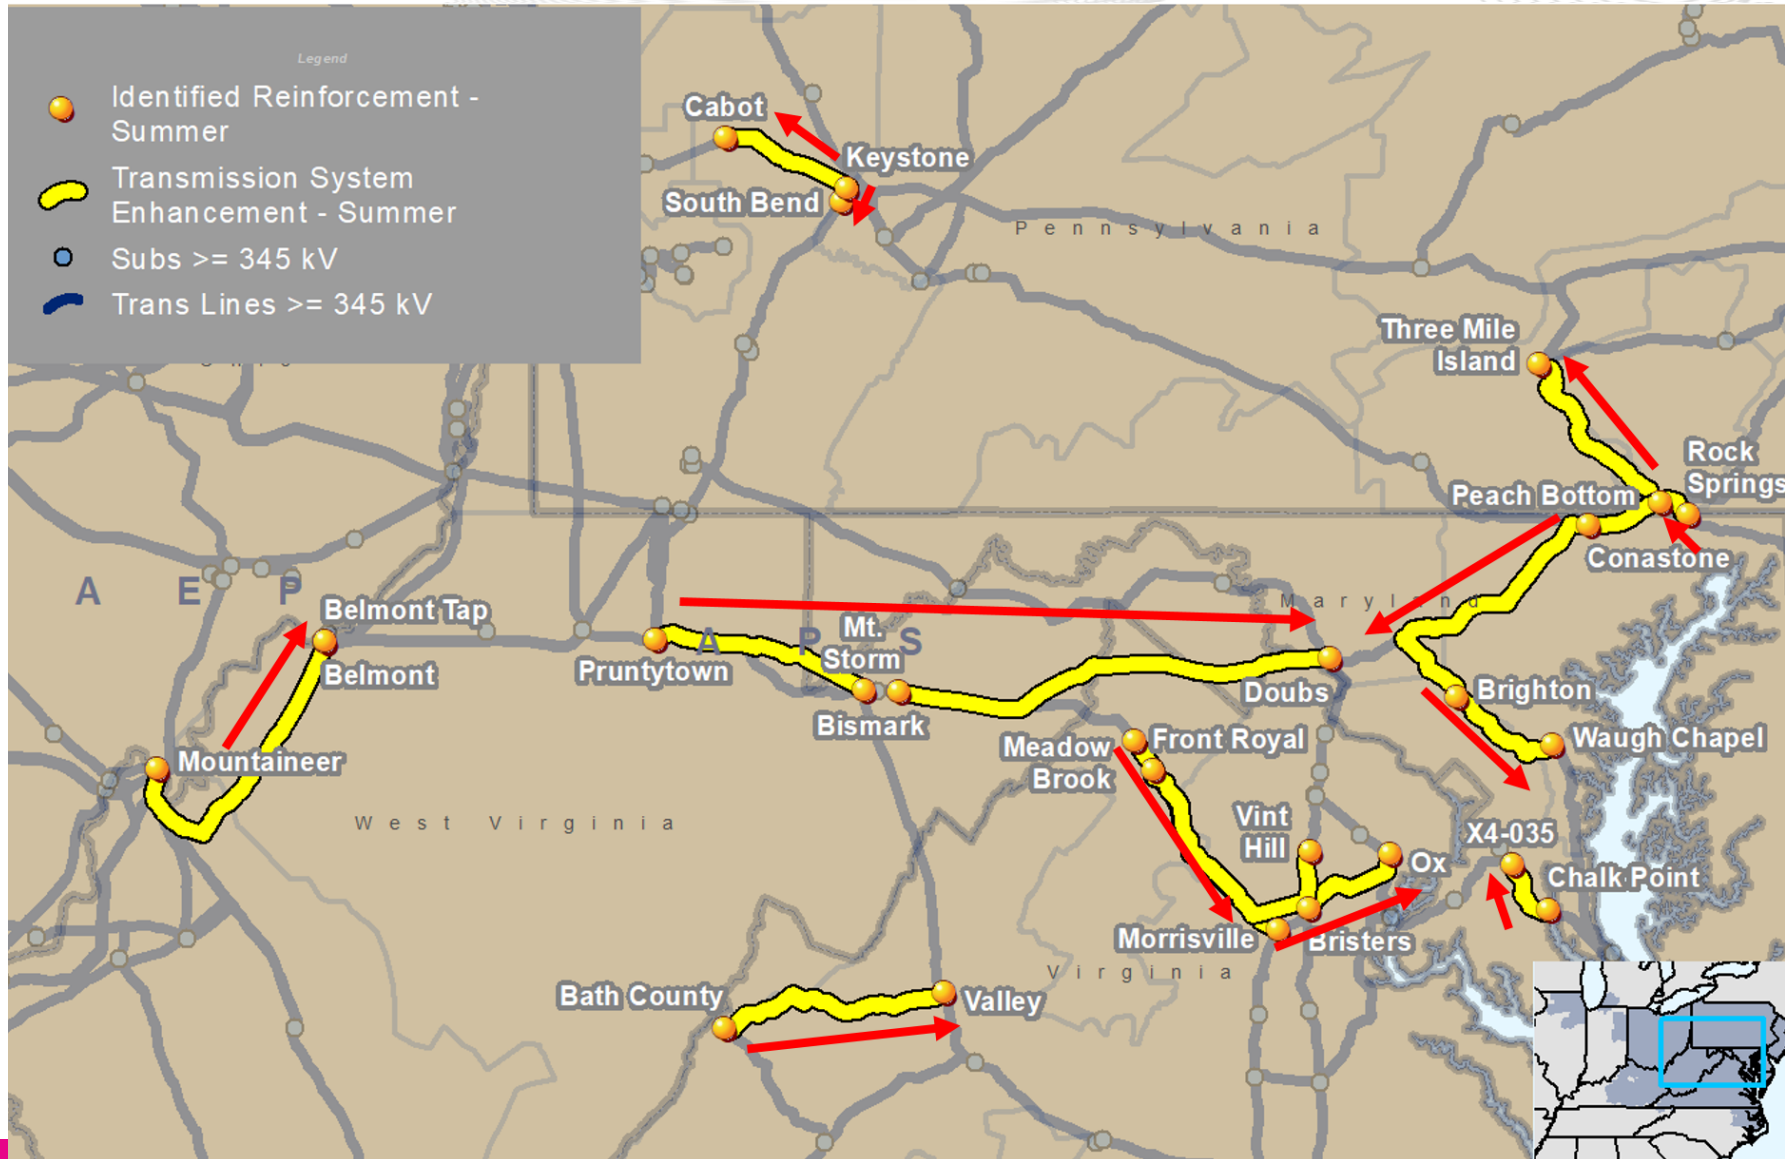 Legend
Identified Reinforcement -
Summer
Transmission System
Enhancement - Summer
Subs >= 345 kV
Trans Lines >= 345 kV
Cabot
Keystone
South Bend
Pennsylvania
Three Mile
Island
Rock
Springs
Peach Bottom
Conastone
A E P
Belmont Tap
Belmont
Maryland
A P S
Mt.
Storm
Pruntytown
Doubs
Bismark
Brighton
Waugh Chapel
Mountaineer
Meadow
Brook
Front Royal
West Virginia
Vint
Hill
X4-035
Ox
Chalk Point
Morrisville
Bristers
Virginia
Bath County
Valley